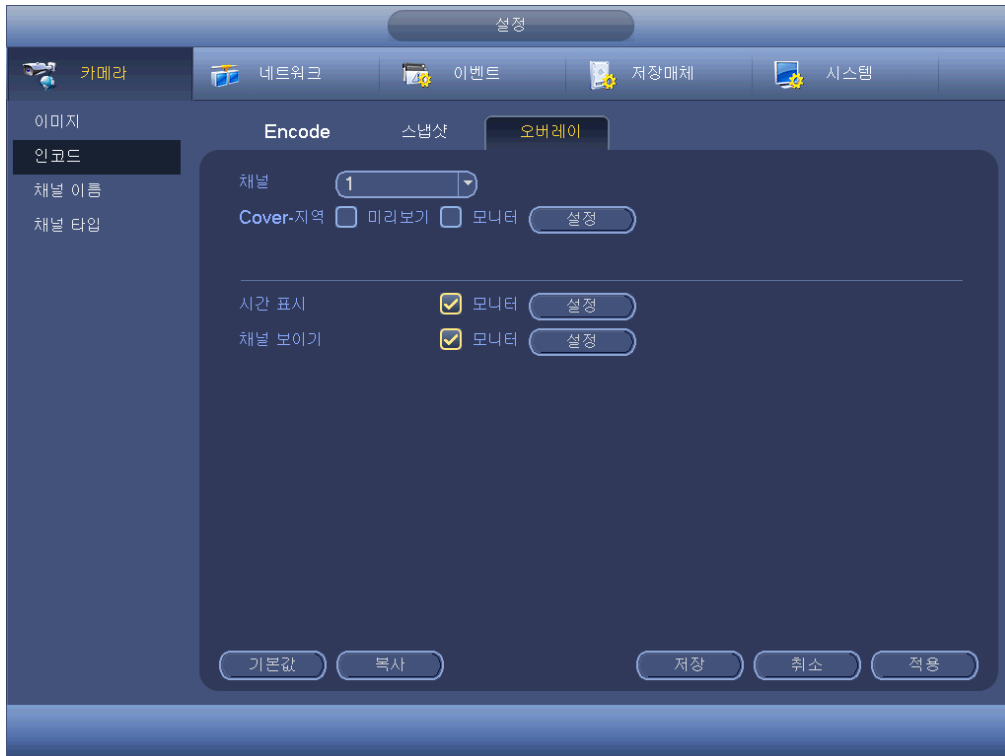 설정
카메라 네트워크 이벤트 저장매체 시스템
이미지
인코드
채널 이름
채널 타입
Encode 스냅샷 오버레이
채널 1
Cover-지역 미리보기 모니터 설정
시간 표시 모니터 설정
채널 보이기 모니터 설정
기본값 복사 저장 취소 적용